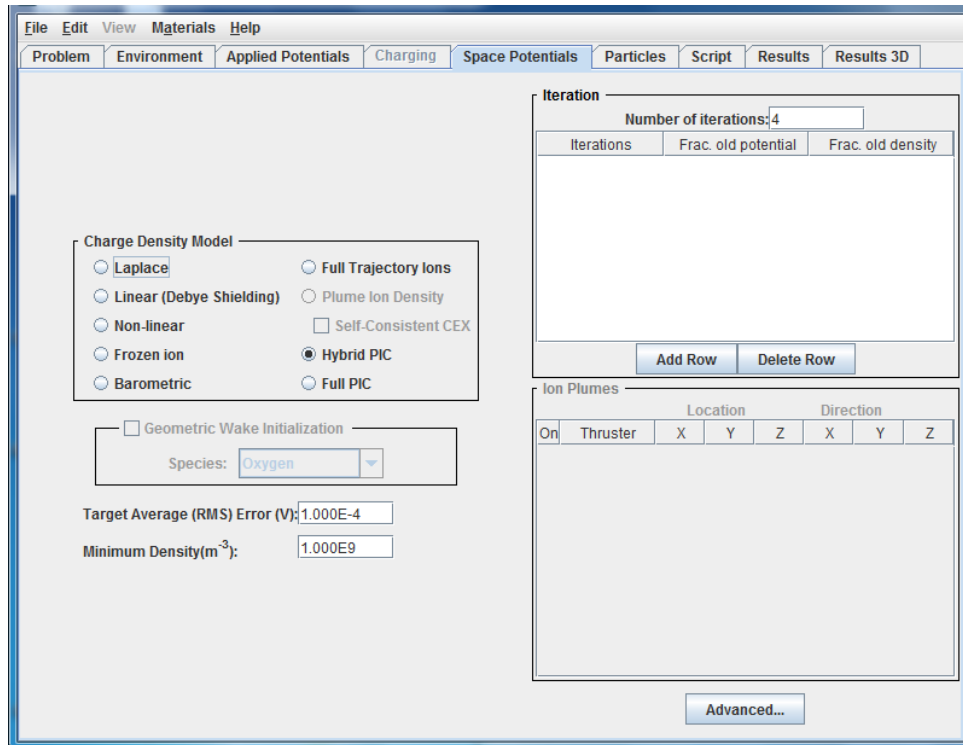 File Edit View Materials Help
Problem Environment Applied Potentials Charging Space Potentials Particles Script Results Results 3D
Charge Density Model
Laplace
Linear (Debye Shielding)
Non-linear
Frozen ion
Barometric
Full Trajectory Ions
Plume Ion Density
Self-Consistent CEX
Hybrid PIC
Full PIC
Geometric Wake Initialization
Species: Oxygen
Target Average (RMS) Error (V): 1.000E-4
Minimum Density(m⁻³): 1.000E9
Iteration
Number of iterations: 4
Iterations Frac. old potential Frac. old density
Add Row Delete Row
Ion Plumes
Location Direction
On Thruster X Y Z X Y Z
Advanced...